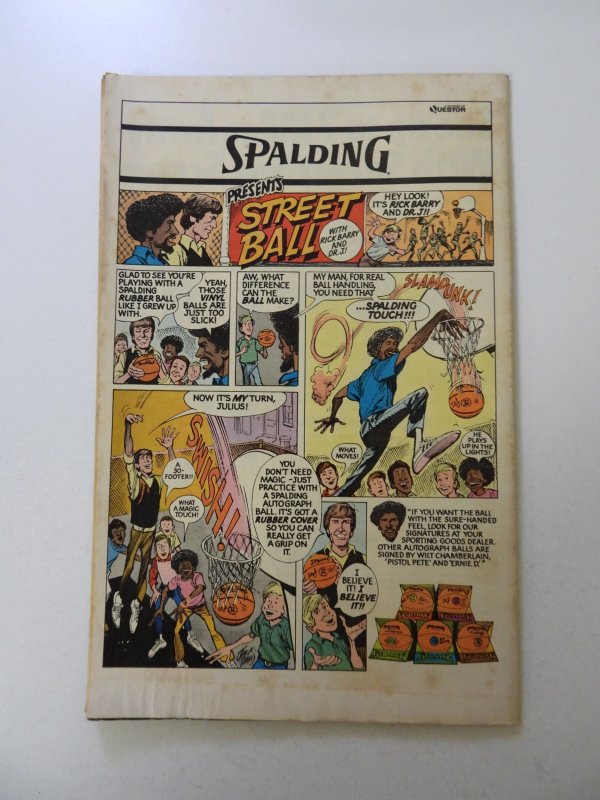 QUESTOR
SPALDING
PRESENTS
STREET
BALL
WITH
RICK BARRY
AND
DR. J!
HEY LOOK!
IT'S RICK BARRY
AND DR. J!!
GLAD TO SEE YOU'RE
PLAYING WITH A
SPALDING
RUBBER BALL
LIKE I GREW UP
WITH.
YEAH,
THOSE
VINYL
BALLS ARE
JUST TOO
SLICK!
AW, WHAT
DIFFERENCE
CAN THE
BALL MAKE?
MY MAN, FOR REAL
BALL HANDLING,
YOU NEED THAT
...SPALDING
TOUCH!!!
SLAM DUNK!
WHAT
MOVES!
HE
PLAYS
UP IN THE
LIGHTS!
NOW IT'S MY TURN,
JULIUS!
SWISH!
A
30-
FOOTER!!
WHAT
A MAGIC
TOUCH!
YOU
DON'T NEED
MAGIC-JUST
PRACTICE WITH
A SPALDING
AUTOGRAPH
BALL. IT'S GOT A
RUBBER COVER
SO YOU CAN
REALLY GET
A GRIP ON
IT.
I
BELIEVE
IT! I
BELIEVE
IT!!
"IF YOU WANT THE BALL
WITH THE SURE-HANDED
FEEL, LOOK FOR OUR
SIGNATURES AT YOUR
SPORTING GOODS DEALER.
OTHER AUTOGRAPH BALLS ARE
SIGNED BY WILT CHAMBERLAIN,
'PISTOL PETE' AND 'ERNIE D.'"